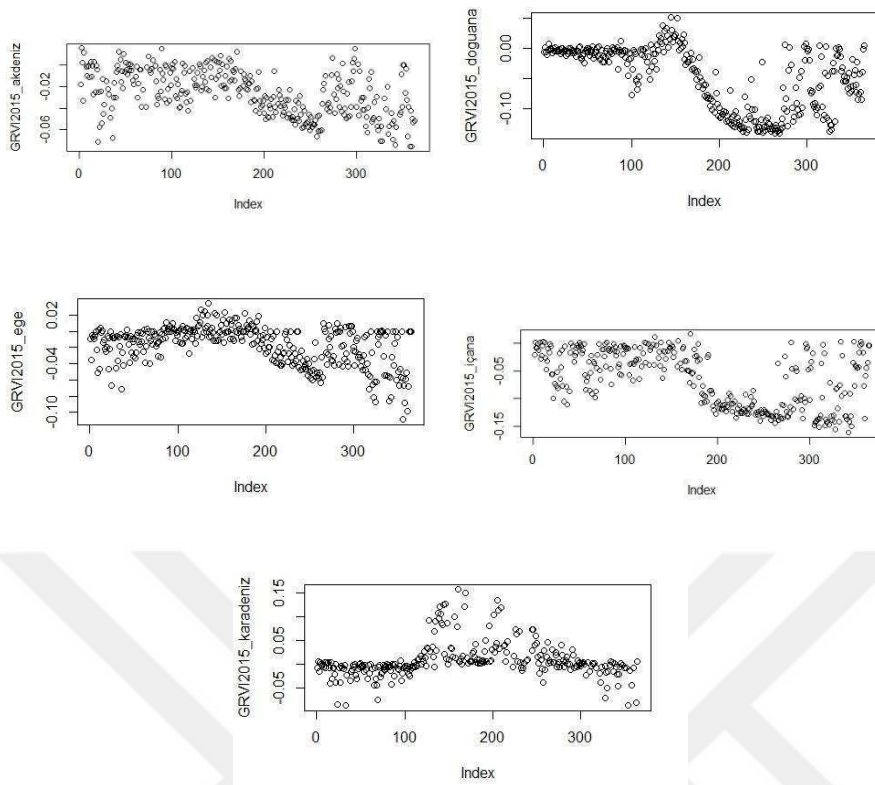 GRVI2015_akdeniz
-0.02
-0.06
0 100 200 300
Index
GRVI2015_doguana
0.00
-0.10
0 100 200 300
Index
GRVI2015_ege
0.02
-0.04
-0.10
0 100 200 300
Index
GRVI2015_içana
-0.05
-0.15
0 100 200 300
Index
GRVI2015_karadeniz
0.15
0.05
-0.05
0 100 200 300
Index